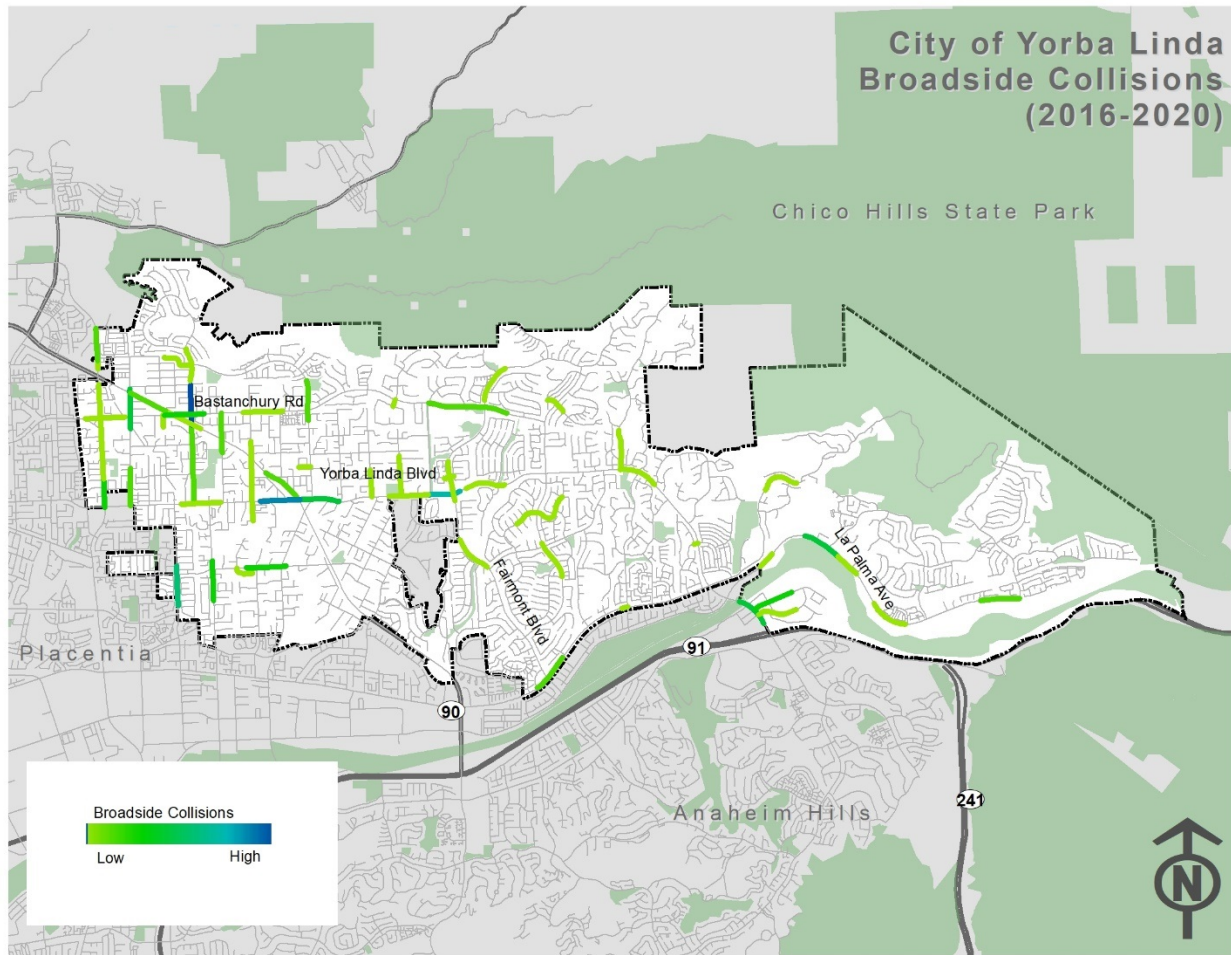 City of Yorba Linda
Broadside Collisions
(2016-2020)
Chico Hills State Park
Bastanchury Rd
Yorba Linda Blvd
La Palma Ave
Fairmont Blvd
Placentia
91
90
241
Anaheim Hills
Broadside Collisions
Low High
N